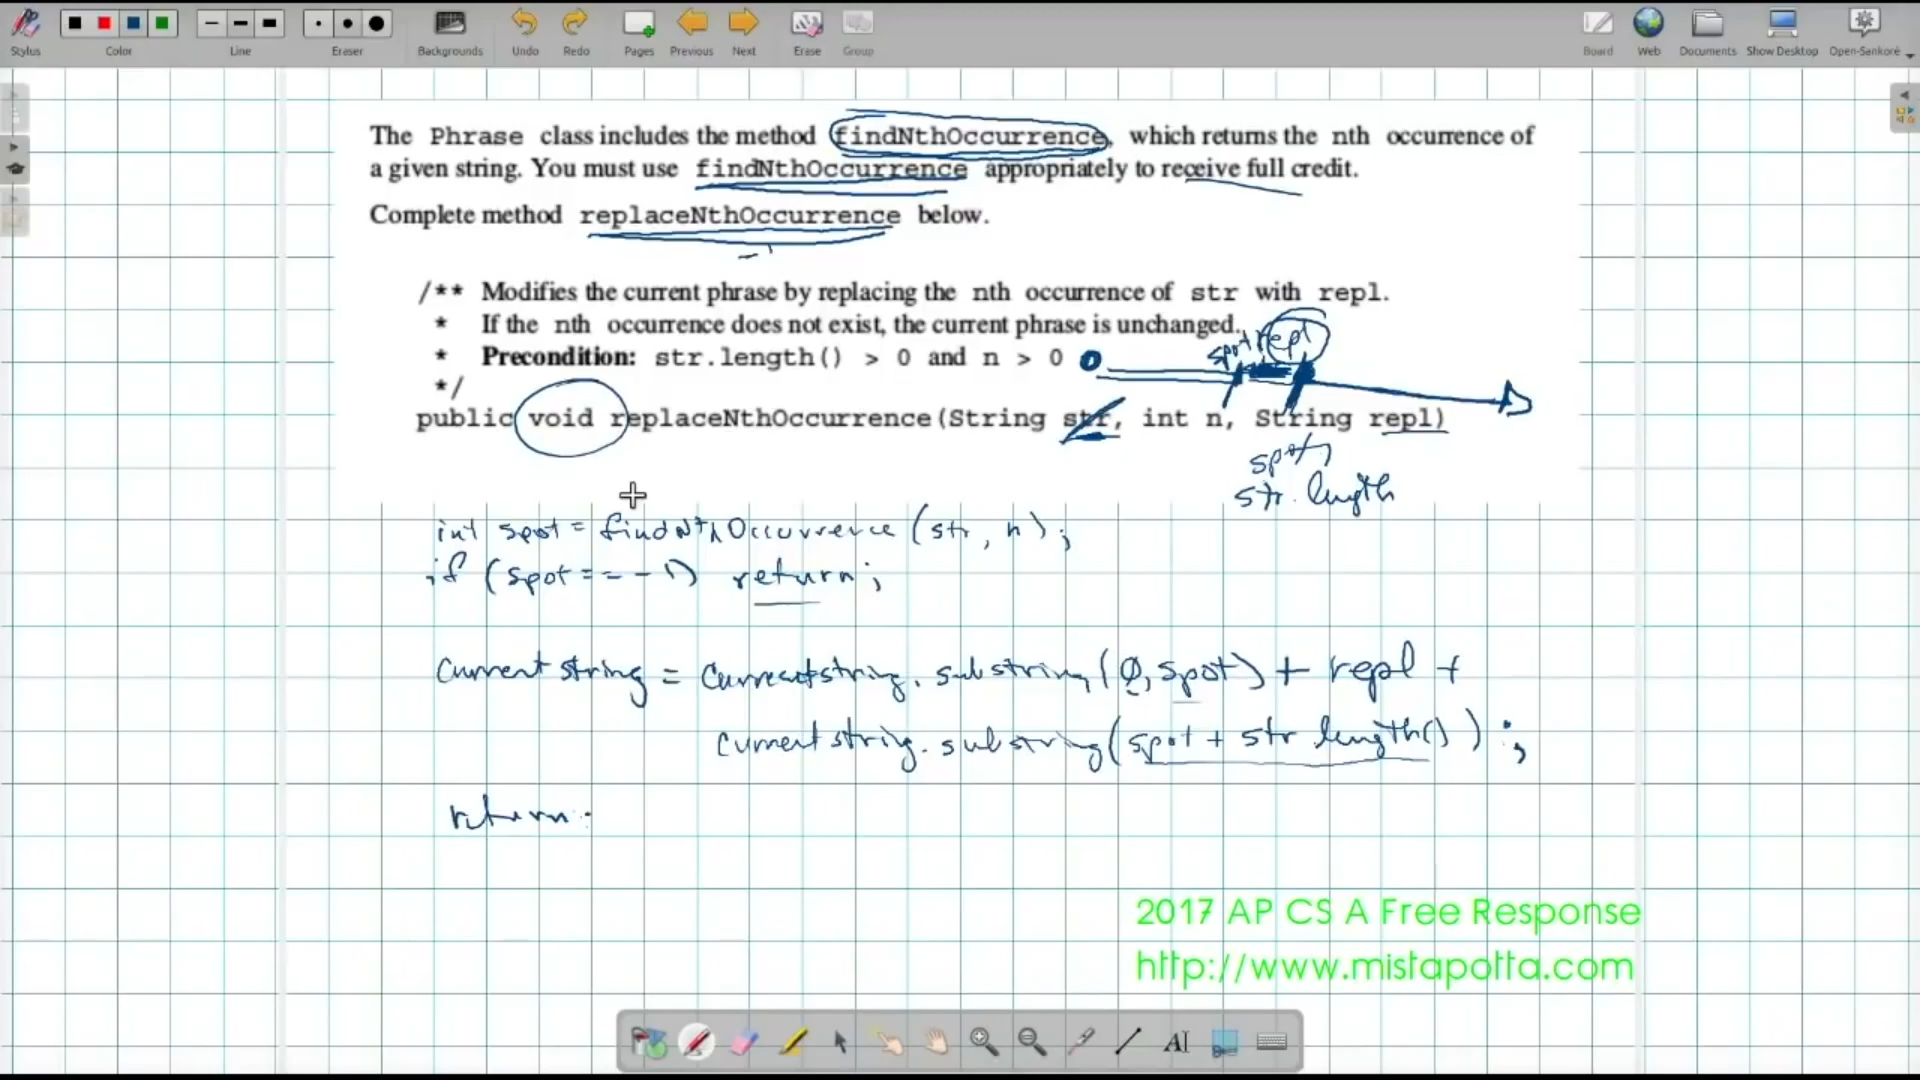 Stylus Color Line Eraser Backgrounds Undo Redo Pages Previous Next Erase Group Board Web Documents Show Desktop Open-Sankoré
The Phrase class includes the method findNthOccurrence, which returns the nth occurrence of
a given string. You must use findNthOccurrence appropriately to receive full credit.
Complete method replaceNthOccurrence below.
/** Modifies the current phrase by replacing the nth occurrence of str with repl.
* If the nth occurrence does not exist, the current phrase is unchanged.
* Precondition: str.length() > 0 and n > 0
0 spot repl
*/
public void replaceNthOccurrence(String str, int n, String repl)
spot
str. length
int spot = findNthOccurrence (str, n);
if (spot == -1) return;
currentstring = currentstring. substring(0, spot) + repl +
currentstring. substring(spot + str length() );
return;
2017 AP CS A Free Response
http://www.mistapotta.com
AI